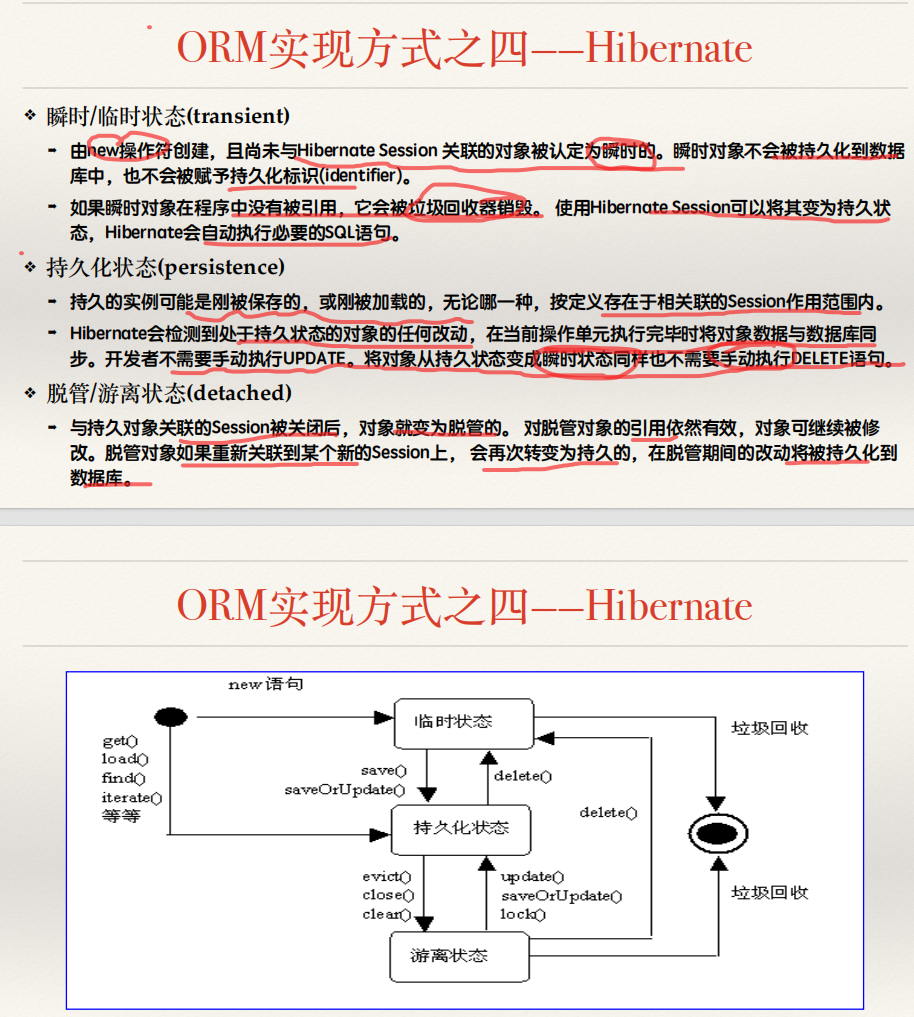 ORM实现方式之四——Hibernate
❖ 瞬时/临时状态(transient)
- 由new操作符创建，且尚未与Hibernate Session 关联的对象被认定为瞬时的。瞬时对象不会被持久化到数据
库中，也不会被赋予持久化标识(identifier)。
- 如果瞬时对象在程序中没有被引用，它会被垃圾回收器销毁。 使用Hibernate Session可以将其变为持久状
态，Hibernate会自动执行必要的SQL语句。
❖ 持久化状态(persistence)
- 持久的实例可能是刚被保存的，或刚被加载的，无论哪一种，按定义存在于相关联的Session作用范围内。
- Hibernate会检测到处于持久状态的对象的任何改动，在当前操作单元执行完毕时将对象数据与数据库同
步。开发者不需要手动执行UPDATE。将对象从持久状态变成瞬时状态同样也不需要手动执行DELETE语句。
❖ 脱管/游离状态(detached)
- 与持久对象关联的Session被关闭后，对象就变为脱管的。 对脱管对象的引用依然有效，对象可继续被修
改。脱管对象如果重新关联到某个新的Session上， 会再次转变为持久的，在脱管期间的改动将被持久化到
数据库。
ORM实现方式之四——Hibernate
new语句
临时状态
垃圾回收
get()
load()
find()
iterate()
等等
save()
saveOrUpdate()
delete()
delete()
持久化状态
evict()
close()
clear()
update()
saveOrUpdate()
lock()
垃圾回收
游离状态